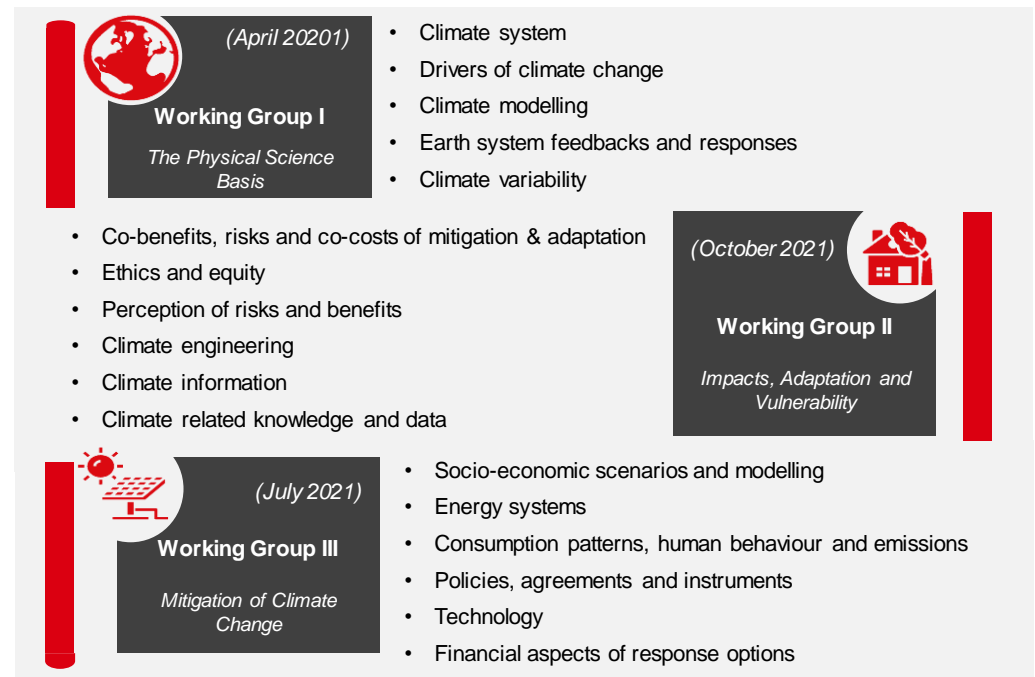 (April 20201)
Working Group I
The Physical Science
Basis
• Climate system
• Drivers of climate change
• Climate modelling
• Earth system feedbacks and responses
• Climate variability
• Co-benefits, risks and co-costs of mitigation & adaptation
• Ethics and equity
• Perception of risks and benefits
• Climate engineering
• Climate information
• Climate related knowledge and data
(October 2021)
Working Group II
Impacts, Adaptation and
Vulnerability
(July 2021)
Working Group III
Mitigation of Climate
Change
• Socio-economic scenarios and modelling
• Energy systems
• Consumption patterns, human behaviour and emissions
• Policies, agreements and instruments
• Technology
• Financial aspects of response options